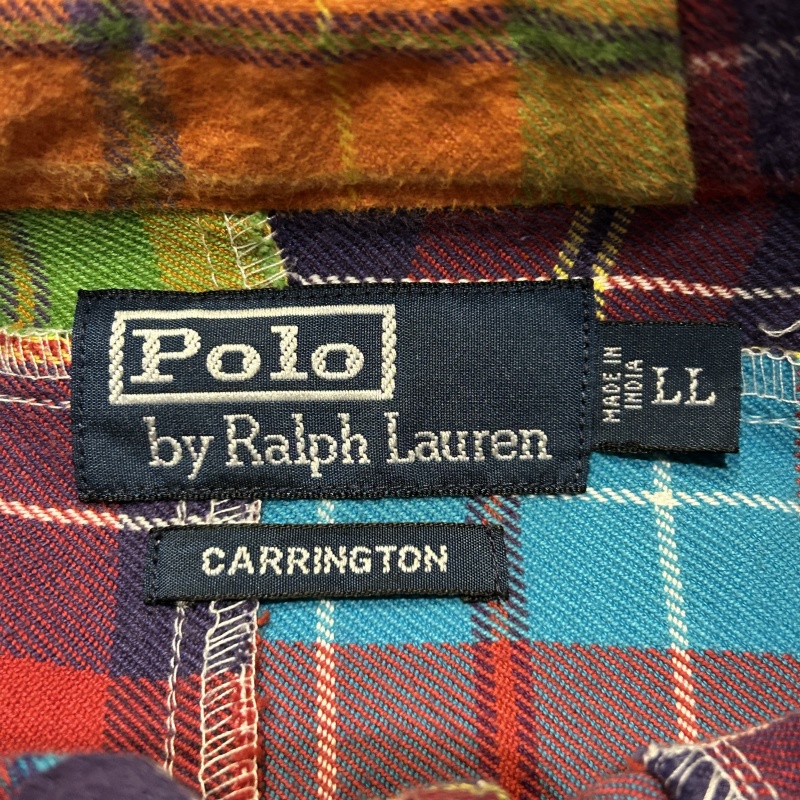 Polo
by Ralph Lauren
MADE IN
INDIA
LL
CARRINGTON